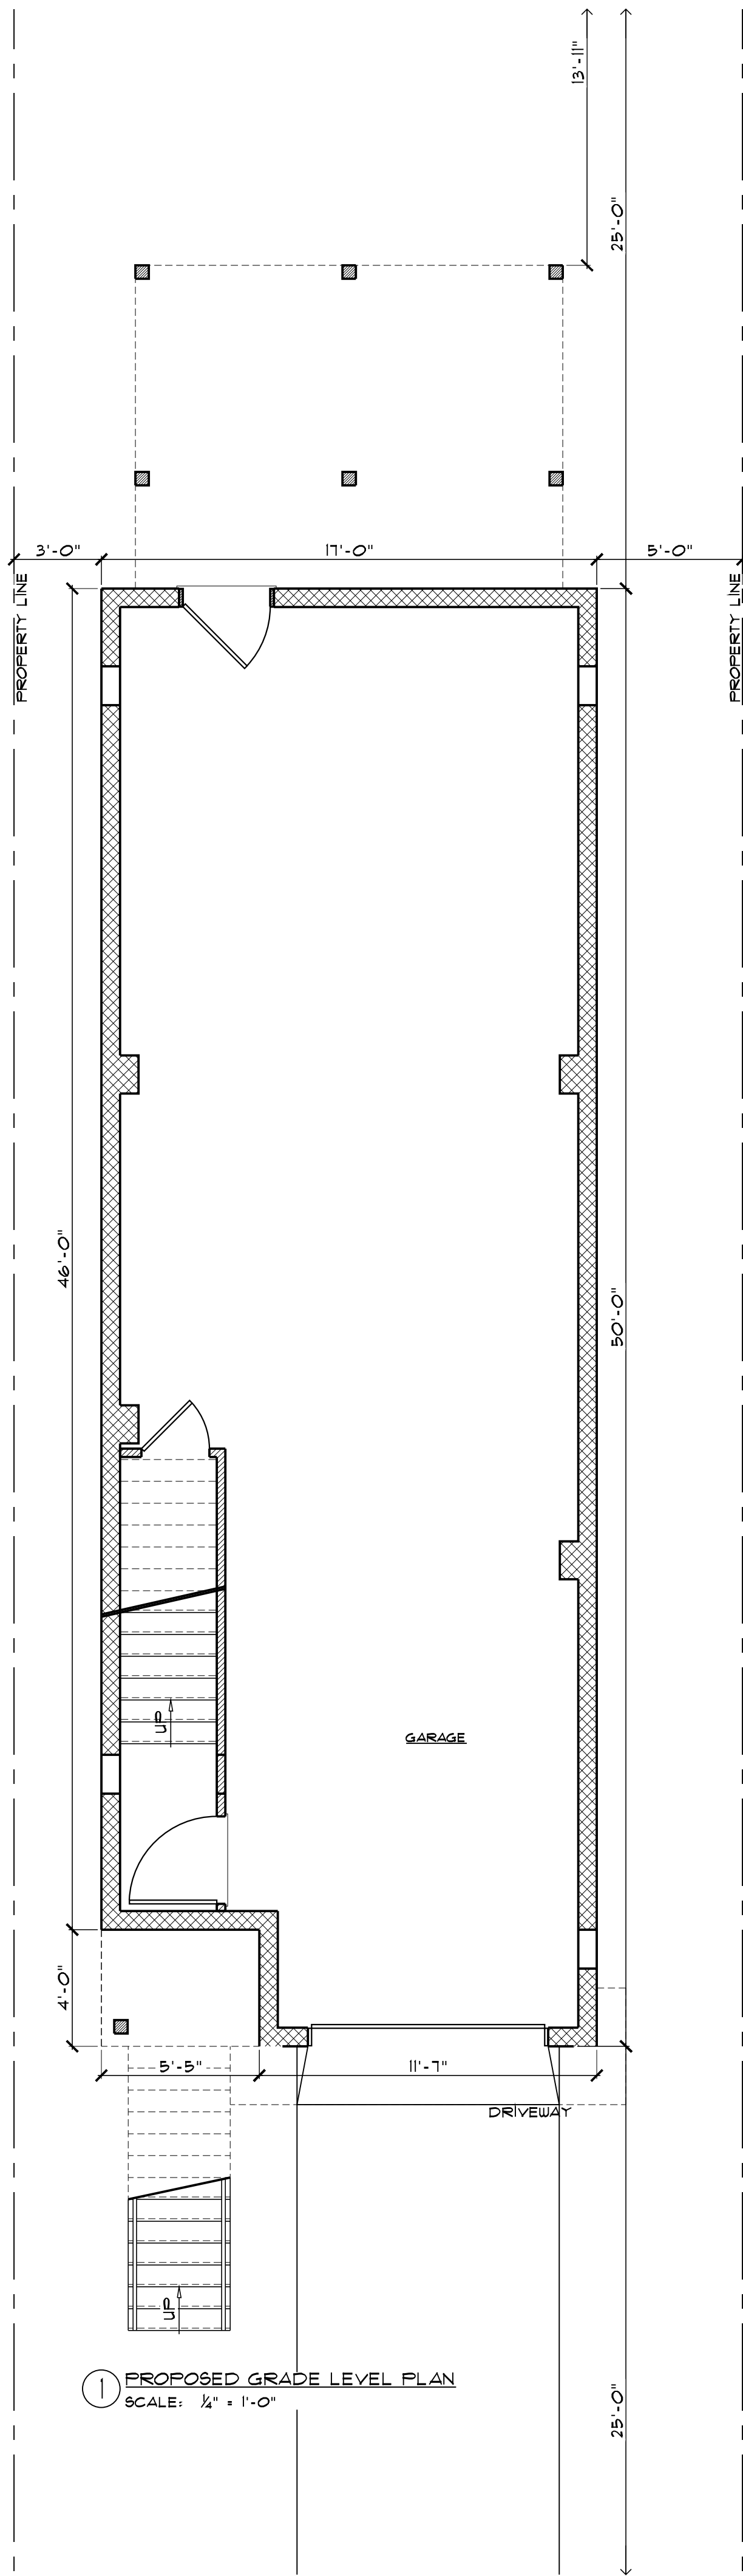 13'-11"
25'-0"
3'-0"
17'-0"
5'-0"
PROPERTY LINE
PROPERTY LINE
46'-0"
50'-0"
UP
GARAGE
4'-0"
5'-5"
11'-7"
DRIVEWAY
UP
1
PROPOSED GRADE LEVEL PLAN
SCALE: 1/4" = 1'-0"
25'-0"